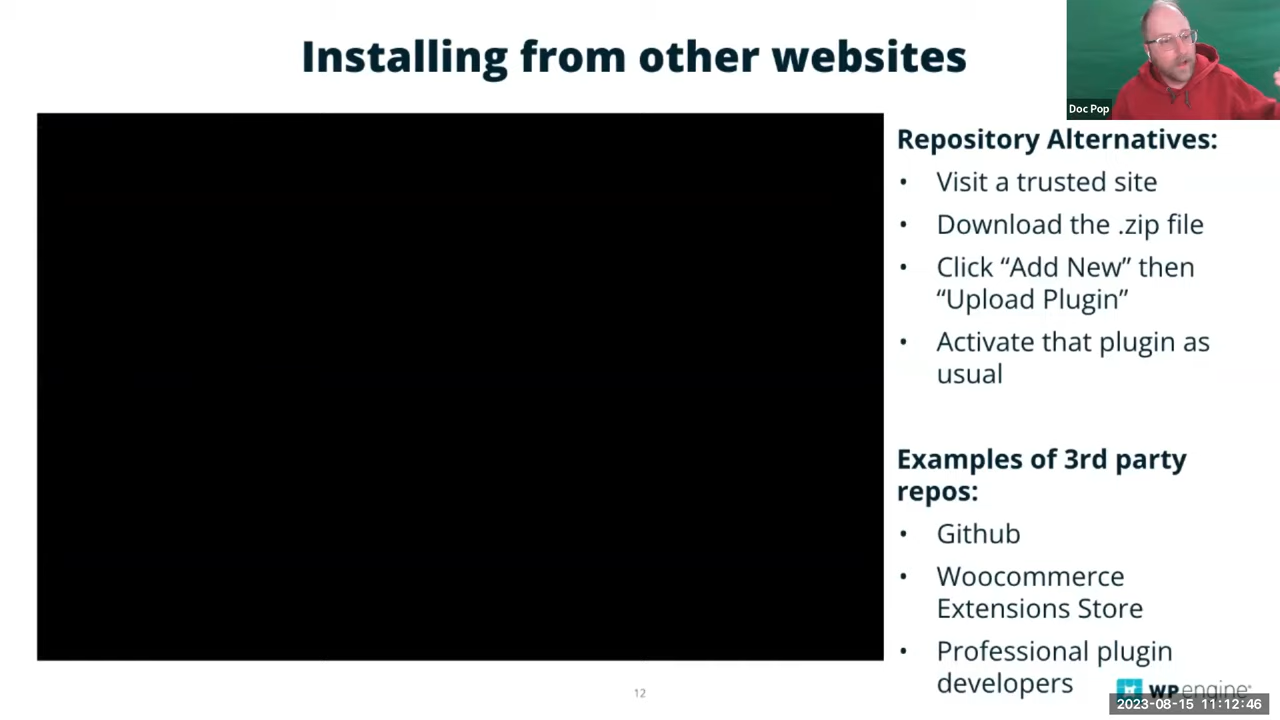 Installing from other websites
Doc Pop
Repository Alternatives:
• Visit a trusted site
• Download the .zip file
• Click “Add New” then
“Upload Plugin”
• Activate that plugin as
usual
Examples of 3rd party
repos:
• Github
• Woocommerce
Extensions Store
• Professional plugin
developers
12
WP engine®
2023-08-15 11:12:46